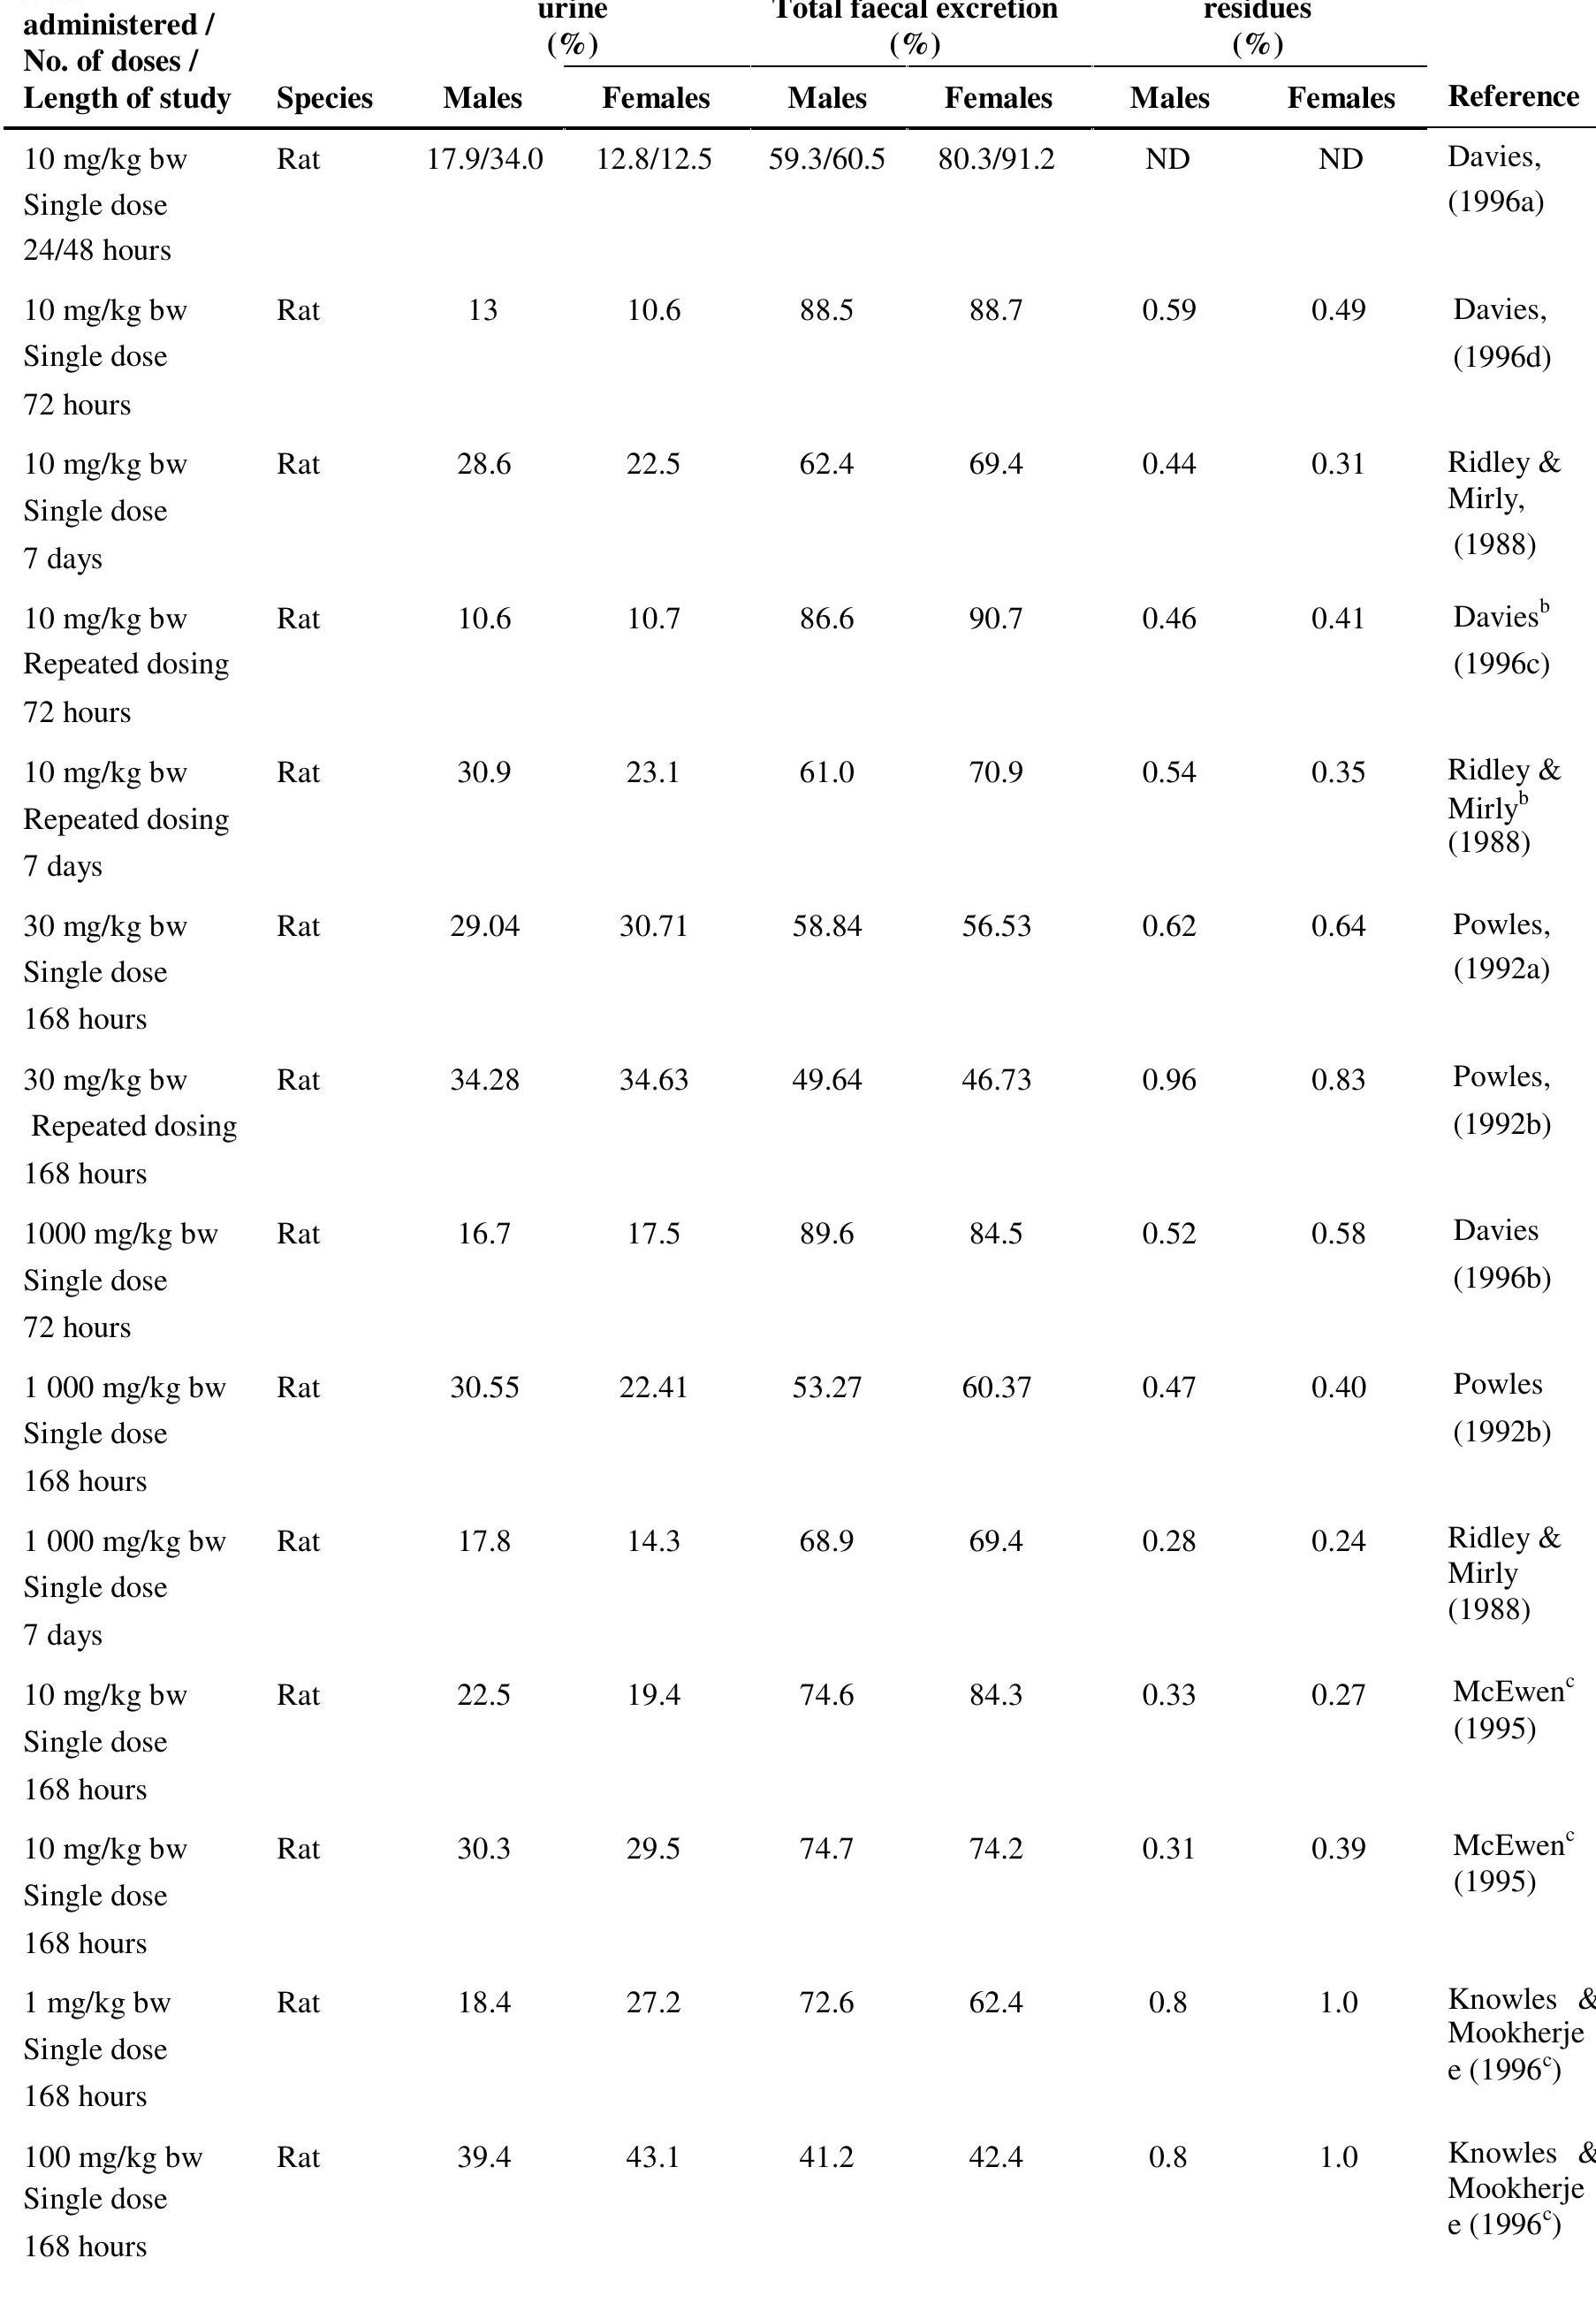 administered / urine Total faecal excretion residues
No. of doses / (%) (%) (%)
Length of study Species Males Females Males Females Males Females Reference
10 mg/kg bw Rat 17.9/34.0 12.8/12.5 59.3/60.5 80.3/91.2 ND ND Davies,
Single dose (1996a)
24/48 hours
10 mg/kg bw Rat 13 10.6 88.5 88.7 0.59 0.49 Davies,
Single dose (1996d)
72 hours
10 mg/kg bw Rat 28.6 22.5 62.4 69.4 0.44 0.31 Ridley &
Single dose Mirly,
7 days (1988)
10 mg/kg bw Rat 10.6 10.7 86.6 90.7 0.46 0.41 Davies^b
Repeated dosing (1996c)
72 hours
10 mg/kg bw Rat 30.9 23.1 61.0 70.9 0.54 0.35 Ridley &
Repeated dosing Mirly^b
7 days (1988)
30 mg/kg bw Rat 29.04 30.71 58.84 56.53 0.62 0.64 Powles,
Single dose (1992a)
168 hours
30 mg/kg bw Rat 34.28 34.63 49.64 46.73 0.96 0.83 Powles,
Repeated dosing (1992b)
168 hours
1000 mg/kg bw Rat 16.7 17.5 89.6 84.5 0.52 0.58 Davies
Single dose (1996b)
72 hours
1 000 mg/kg bw Rat 30.55 22.41 53.27 60.37 0.47 0.40 Powles
Single dose (1992b)
168 hours
1 000 mg/kg bw Rat 17.8 14.3 68.9 69.4 0.28 0.24 Ridley &
Single dose Mirly
7 days (1988)
10 mg/kg bw Rat 22.5 19.4 74.6 84.3 0.33 0.27 McEwen^c
Single dose (1995)
168 hours
10 mg/kg bw Rat 30.3 29.5 74.7 74.2 0.31 0.39 McEwen^c
Single dose (1995)
168 hours
1 mg/kg bw Rat 18.4 27.2 72.6 62.4 0.8 1.0 Knowles &
Single dose Mookherje
168 hours e (1996^c)
100 mg/kg bw Rat 39.4 43.1 41.2 42.4 0.8 1.0 Knowles &
Single dose Mookherje
168 hours e (1996^c)